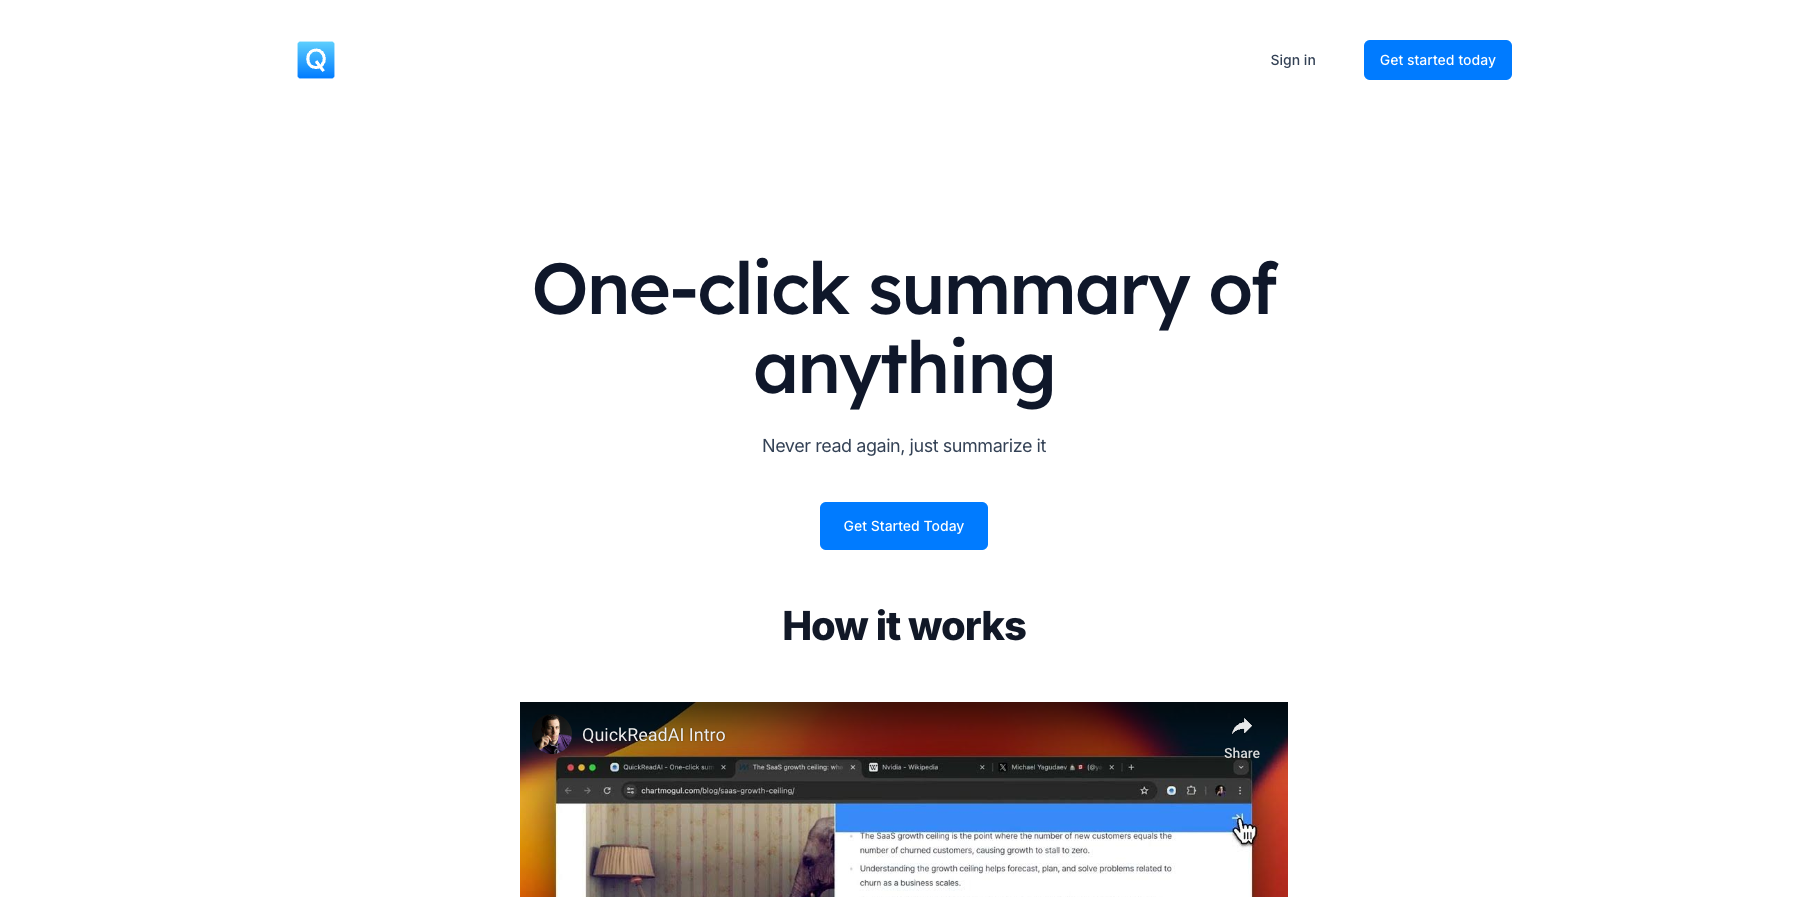 Q
Sign in
Get started today
One-click summary of
anything
Never read again, just summarize it
Get Started Today
How it works
QuickReadAI Intro
Share
QuickReadAI - One-click sum
The SaaS growth ceiling: wh
Nvidia - Wikipedia
Michael Yagudaev
chartmogul.com/blog/saas-growth-ceiling/
The SaaS growth ceiling is the point where the number of new customers equals the
number of churned customers, causing growth to stall to zero.
Understanding the growth ceiling helps forecast, plan, and solve problems related to
churn as a business scales.